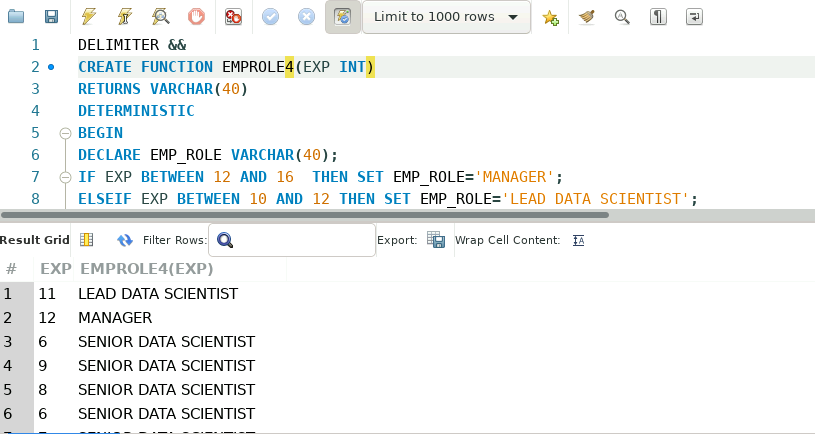 Limit to 1000 rows
1 DELIMITER &&
2 CREATE FUNCTION EMPROLE4(EXP INT)
3 RETURNS VARCHAR(40)
4 DETERMINISTIC
5 BEGIN
6 DECLARE EMP_ROLE VARCHAR(40);
7 IF EXP BETWEEN 12 AND 16  THEN SET EMP_ROLE='MANAGER';
8 ELSEIF EXP BETWEEN 10 AND 12 THEN SET EMP_ROLE='LEAD DATA SCIENTIST';
Result Grid Filter Rows: Export: Wrap Cell Content: IA
# EXP EMPROLE4(EXP)
1 11 LEAD DATA SCIENTIST
2 12 MANAGER
3 6 SENIOR DATA SCIENTIST
4 9 SENIOR DATA SCIENTIST
5 8 SENIOR DATA SCIENTIST
6 6 SENIOR DATA SCIENTIST